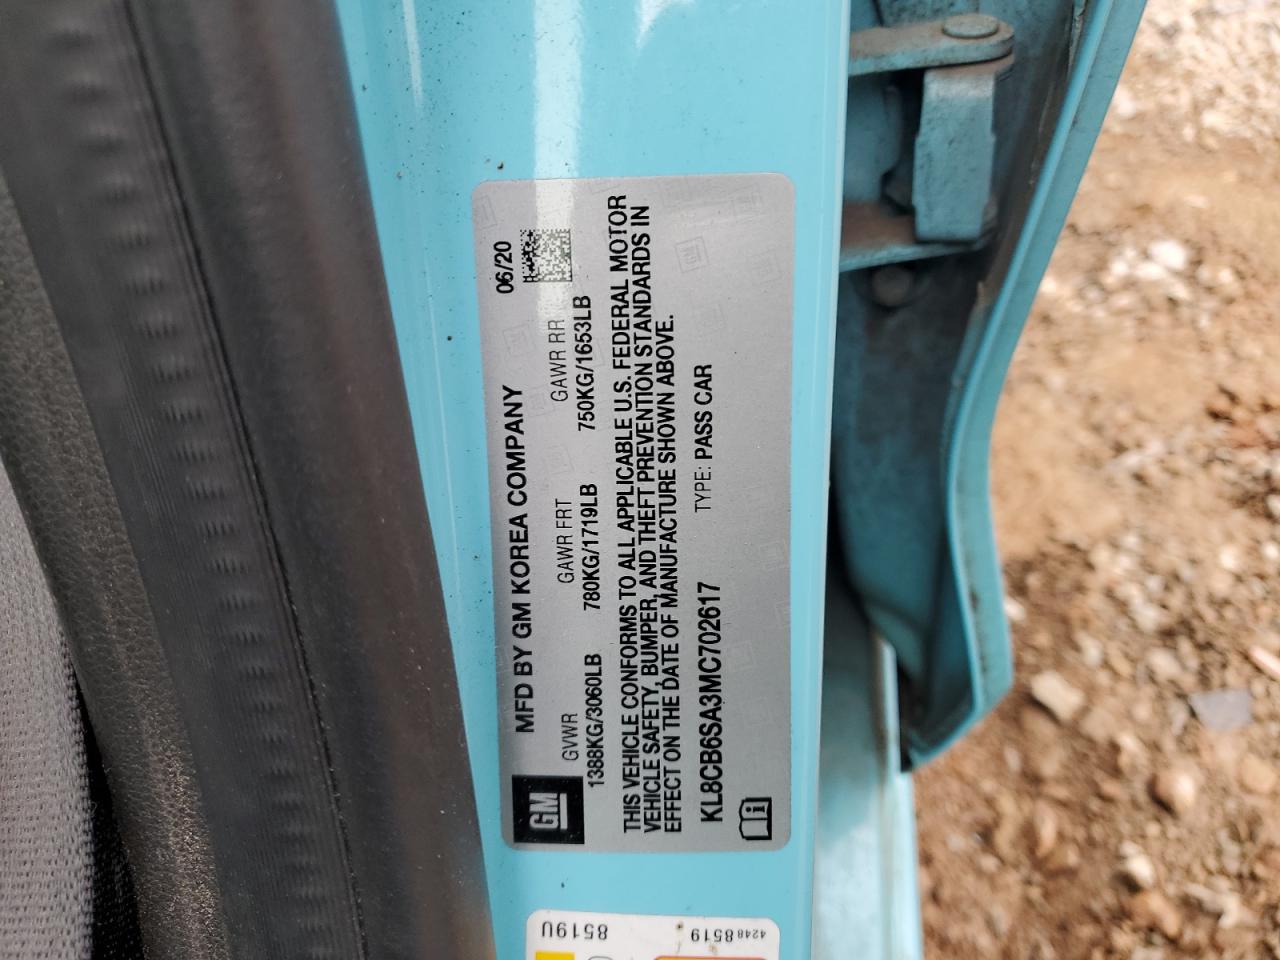 MFD BY GM KOREA COMPANY 06/20
GVWR GAWR FRT GAWR RR
1388KG/3060LB 780KG/1719LB 750KG/1653LB
GM
THIS VEHICLE CONFORMS TO ALL APPLICABLE U.S. FEDERAL MOTOR
VEHICLE SAFETY, BUMPER, AND THEFT PREVENTION STANDARDS IN
EFFECT ON THE DATE OF MANUFACTURE SHOWN ABOVE.
KL8CB6SA3MC702617 TYPE: PASS CAR
8519U
42488519